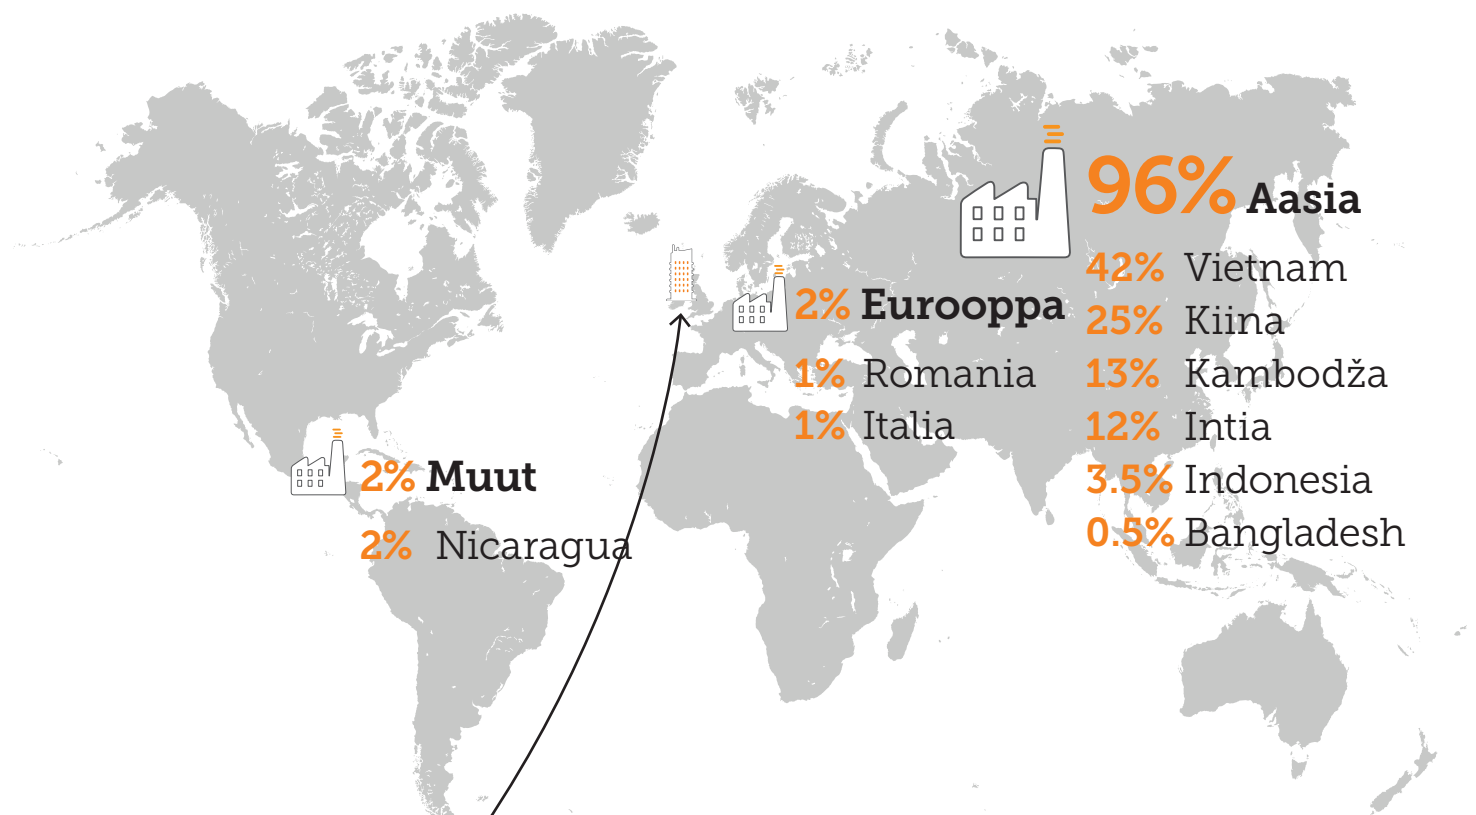 96% Aasia
42% Vietnam
25% Kiina
13% Kambodža
12% Intia
3.5% Indonesia
0.5% Bangladesh
2% Eurooppa
1% Romania
1% Italia
2% Muut
2% Nicaragua